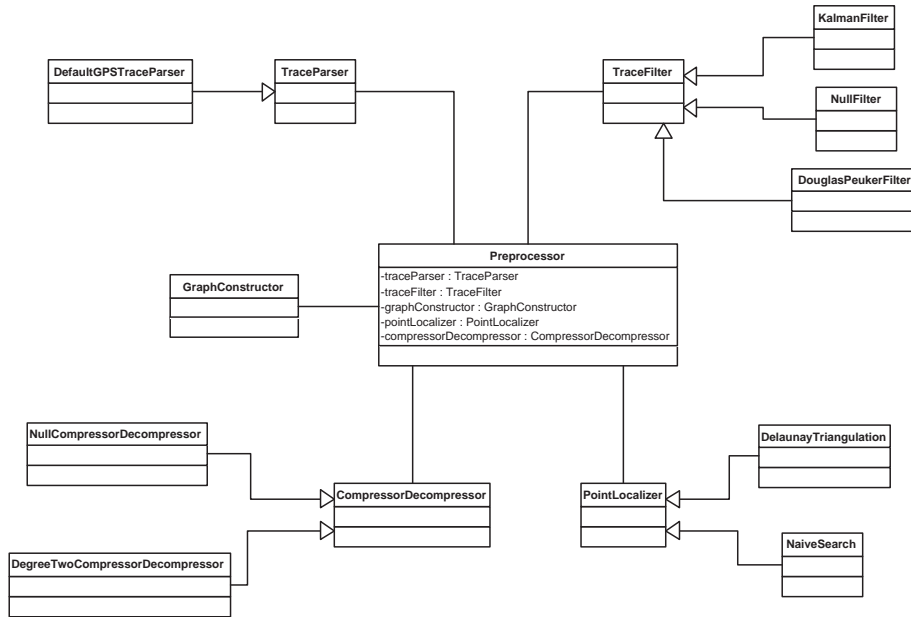 KalmanFilter
DefaultGPSTraceParser
TraceParser
TraceFilter
NullFilter
DouglasPeukerFilter
Preprocessor
-traceParser : TraceParser
-traceFilter : TraceFilter
-graphConstructor : GraphConstructor
-pointLocalizer : PointLocalizer
-compressorDecompressor : CompressorDecompressor
GraphConstructor
NullCompressorDecompressor
DelaunayTriangulation
CompressorDecompressor
PointLocalizer
NaiveSearch
DegreeTwoCompressorDecompressor